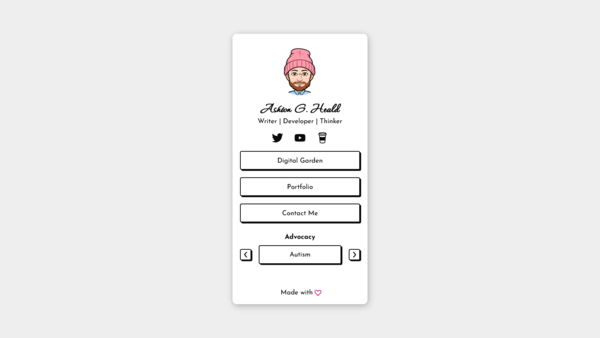 Ashton G. Heald
Writer | Developer | Thinker
Digital Garden
Portfolio
Contact Me
Advocacy
Autism
Made with